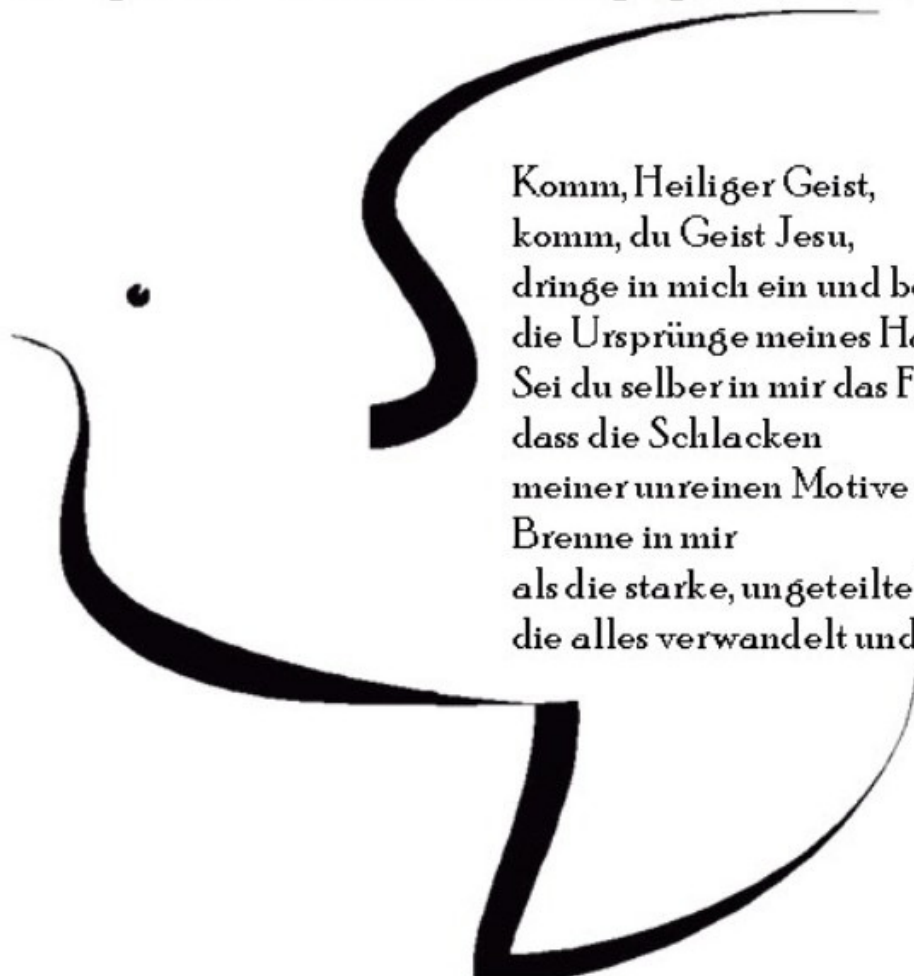 Komm, Heiliger Geist,
komm, du Geist Jesu,
dringe in mich ein und
die Ursprünge meines
Sei du selber in mir das
dass die Schlacken
meiner unreinen Motive
Brenne in mir
als die starke, ungeteilte
die alles verwandelt und